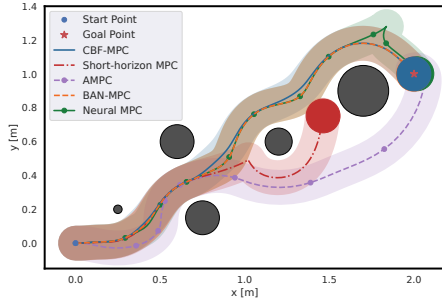 Start Point
Goal Point
CBF-MPC
Short-horizon MPC
AMPC
BAN-MPC
Neural MPC
y [m]
1.4
1.2
1.0
0.8
0.6
0.4
0.2
0.0
0.0 0.5 1.0 1.5 2.0
x [m]